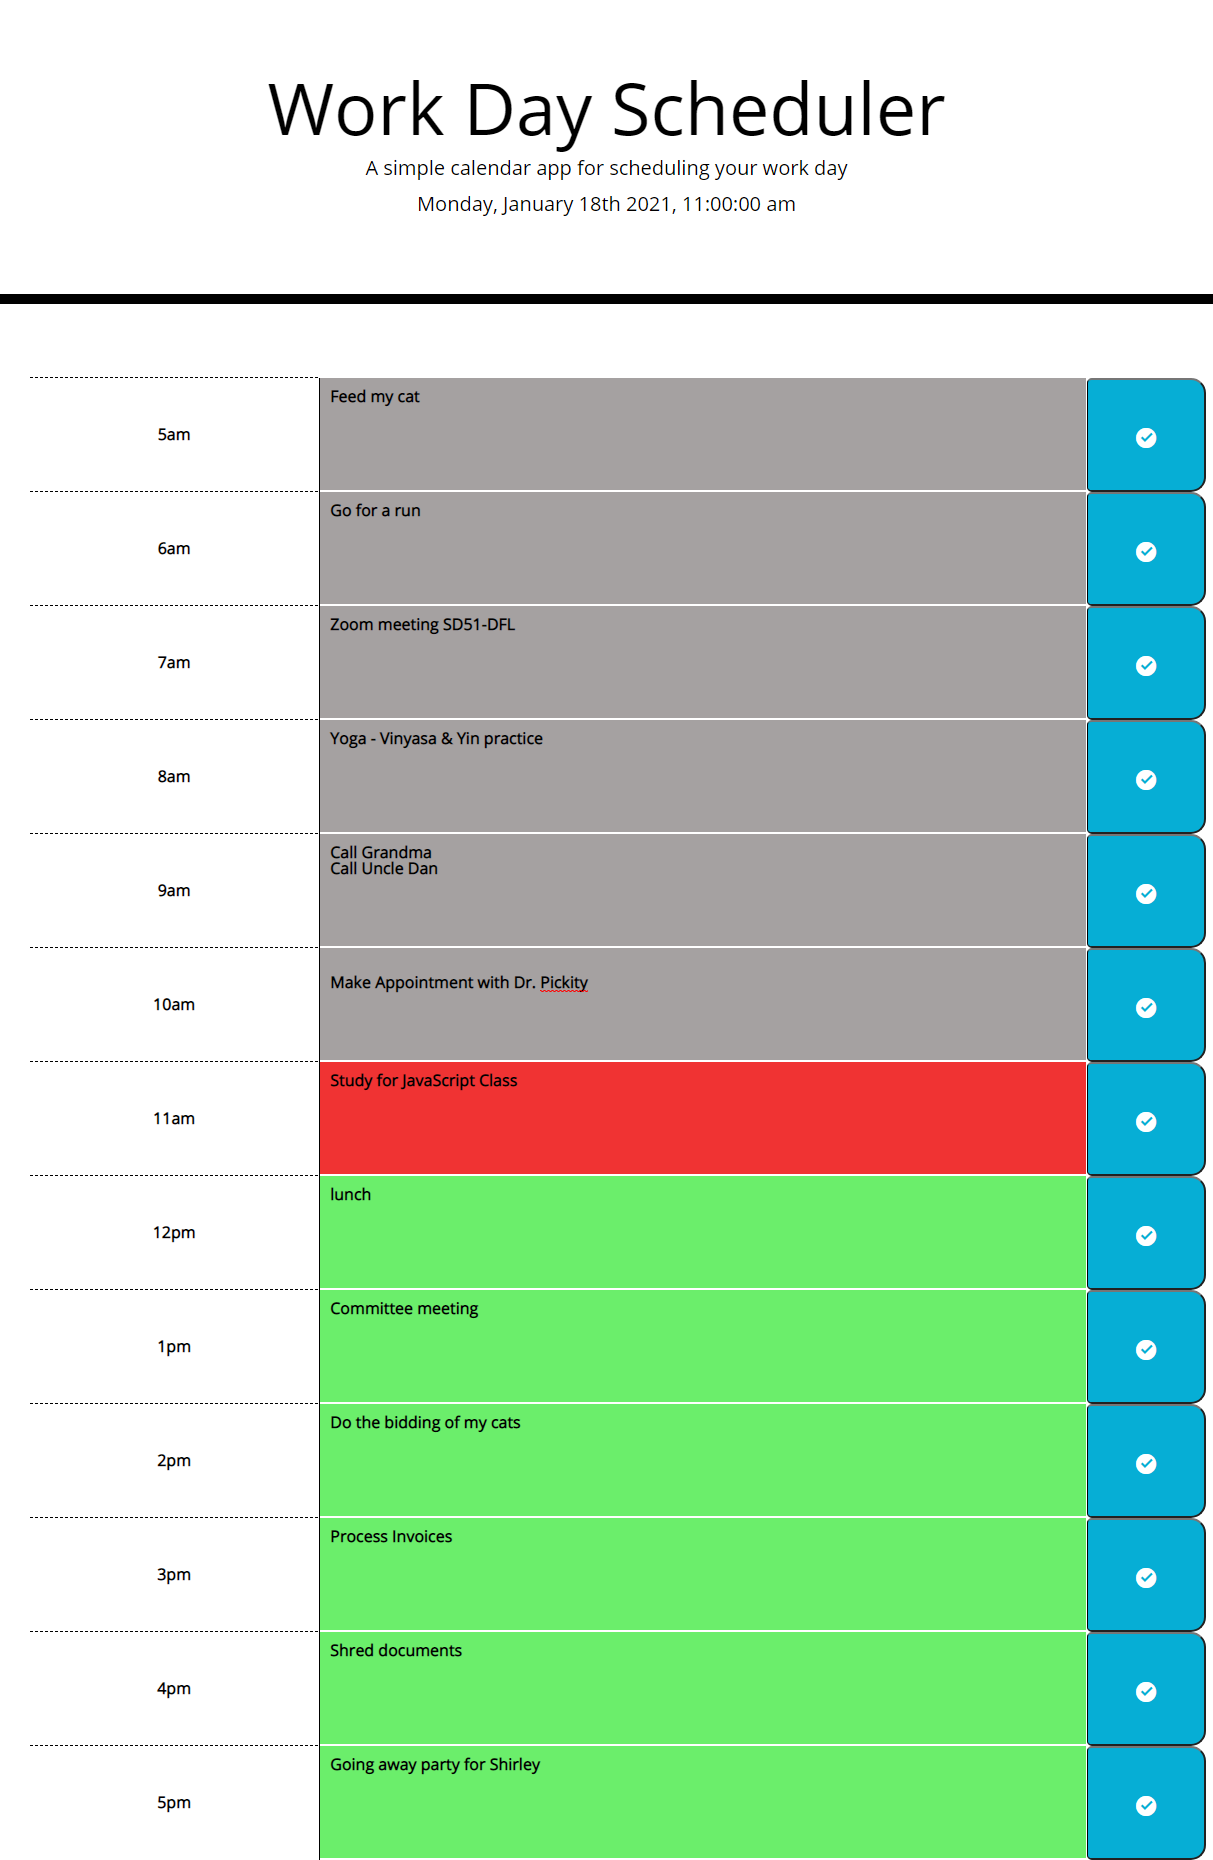 Work Day Scheduler
A simple calendar app for scheduling your work day
Monday, January 18th 2021, 11:00:00 am
5am
Feed my cat
6am
Go for a run
7am
Zoom meeting SD51-DFL
8am
Yoga - Vinyasa & Yin practice
9am
Call Grandma
Call Uncle Dan
10am
Make Appointment with Dr. Pickity
11am
Study for JavaScript Class
12pm
lunch
1pm
Committee meeting
2pm
Do the bidding of my cats
3pm
Process Invoices
4pm
Shred documents
5pm
Going away party for Shirley